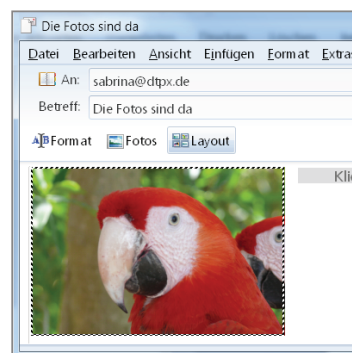 Die Fotos sind da
Datei Bearbeiten Ansicht Einfügen Format Extras
An: sabrina@dtpx.de
Betreff: Die Fotos sind da
Format Fotos Layout
Kli